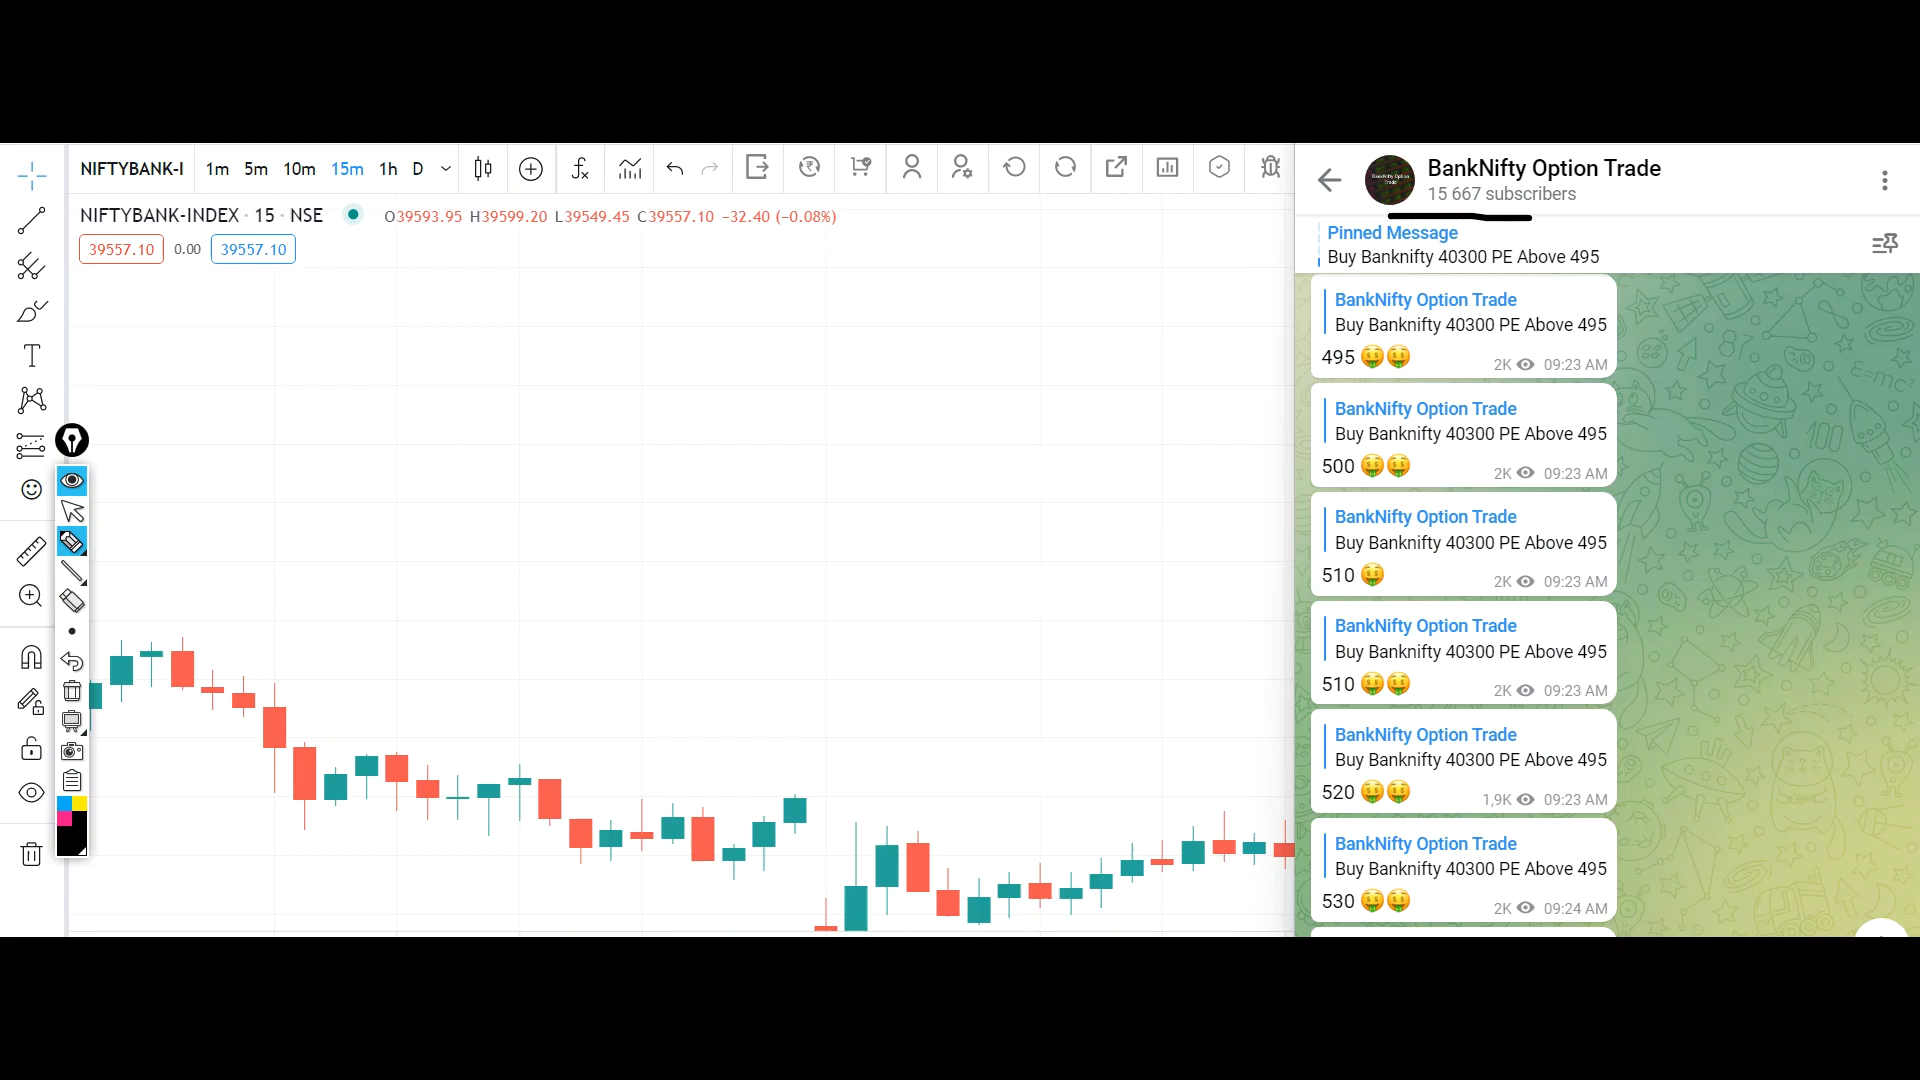 NIFTYBANK-I 1m 5m 10m 15m 1h D
NIFTYBANK-INDEX · 15 · NSE O39593.95 H39599.20 L39549.45 C39557.10 −32.40 (−0.08%)
39557.10 0.00 39557.10
BankNifty Option Trade
BankNifty Option Trade
15 667 subscribers
Pinned Message
Buy Banknifty 40300 PE Above 495
BankNifty Option Trade
Buy Banknifty 40300 PE Above 495
495 🤑🤑 2K 09:23 AM
BankNifty Option Trade
Buy Banknifty 40300 PE Above 495
500 🤑🤑 2K 09:23 AM
BankNifty Option Trade
Buy Banknifty 40300 PE Above 495
510 🤑 2K 09:23 AM
BankNifty Option Trade
Buy Banknifty 40300 PE Above 495
510 🤑🤑 2K 09:23 AM
BankNifty Option Trade
Buy Banknifty 40300 PE Above 495
520 🤑🤑 1,9K 09:23 AM
BankNifty Option Trade
Buy Banknifty 40300 PE Above 495
530 🤑🤑 2K 09:24 AM